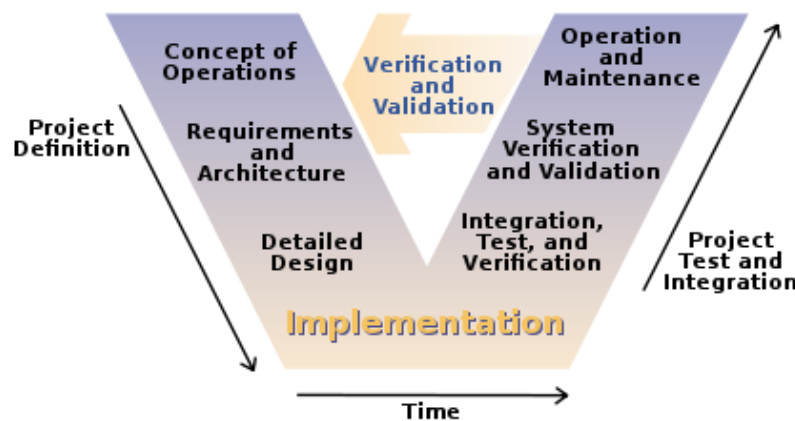 Concept of
Operations
Verification
and
Validation
Operation
and
Maintenance
Project
Definition
Requirements
and
Architecture
System
Verification
and Validation
Detailed
Design
Integration,
Test, and
Verification
Project
Test and
Integration
Implementation
Time